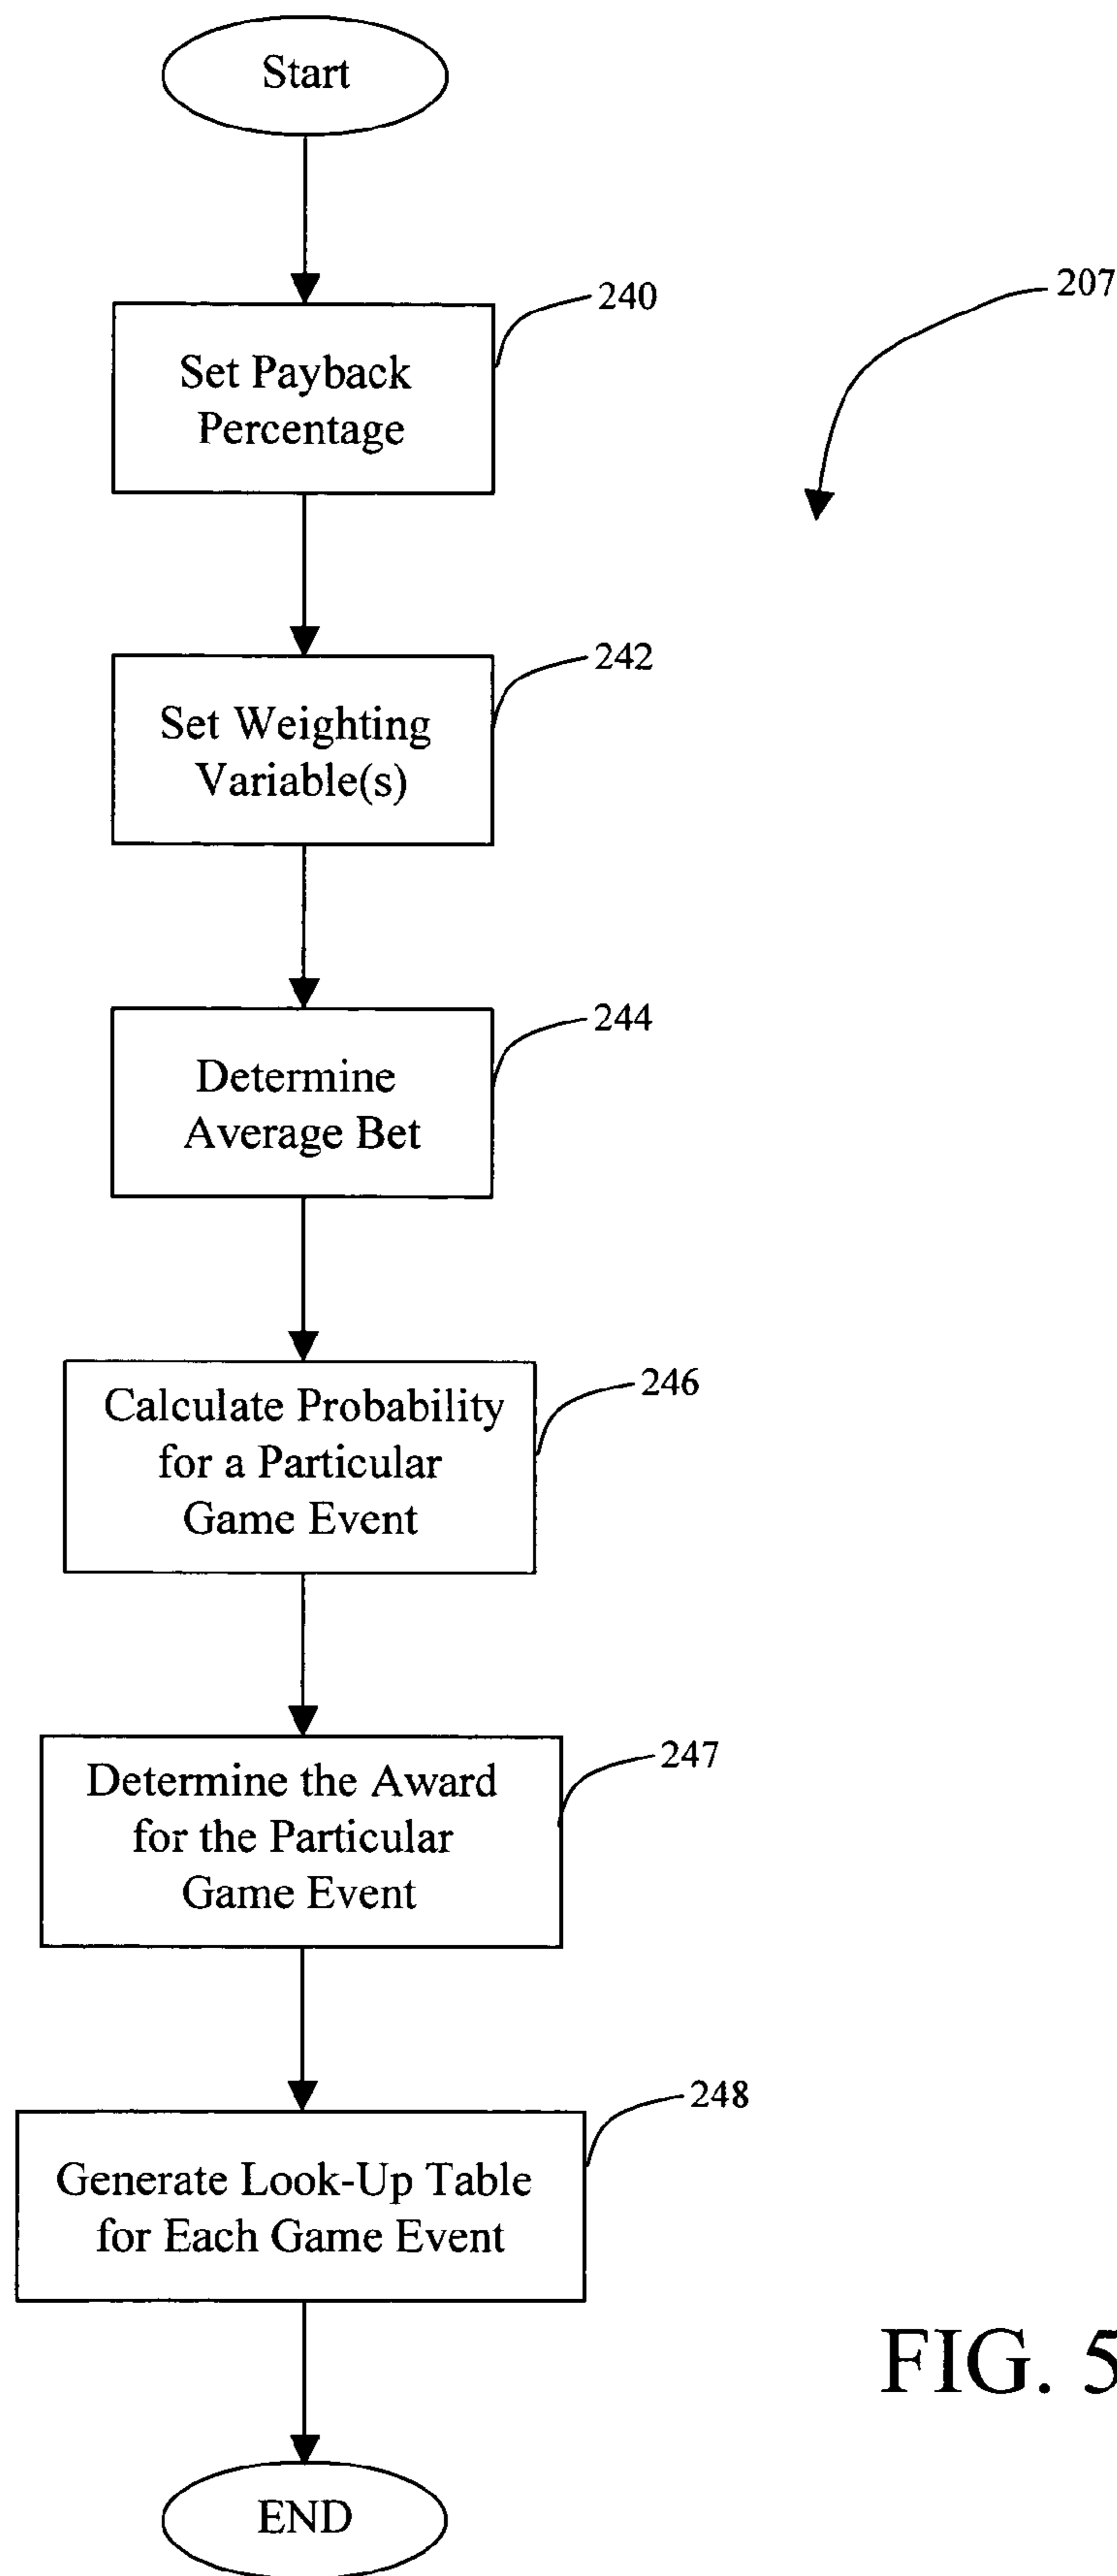 Start
240
207
Set Payback
Percentage
242
Set Weighting
Variable(s)
244
Determine
Average Bet
246
Calculate Probability
for a Particular
Game Event
247
Determine the Award
for the Particular
Game Event
248
Generate Look-Up Table
for Each Game Event
FIG. 5
END